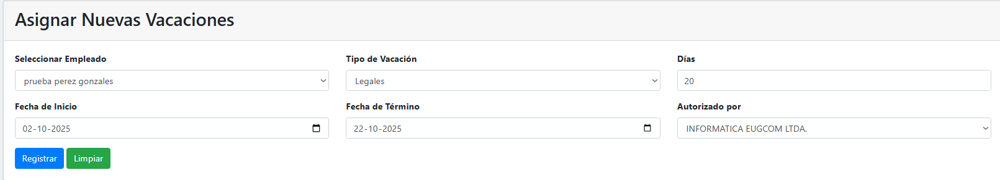 Asignar Nuevas Vacaciones
Seleccionar Empleado
Tipo de Vacación
Días
prueba perez gonzales
Legales
20
Fecha de Inicio
Fecha de Término
Autorizado por
02-10-2025
22-10-2025
INFORMATICA EUGCOM LTDA.
Registrar
Limpiar